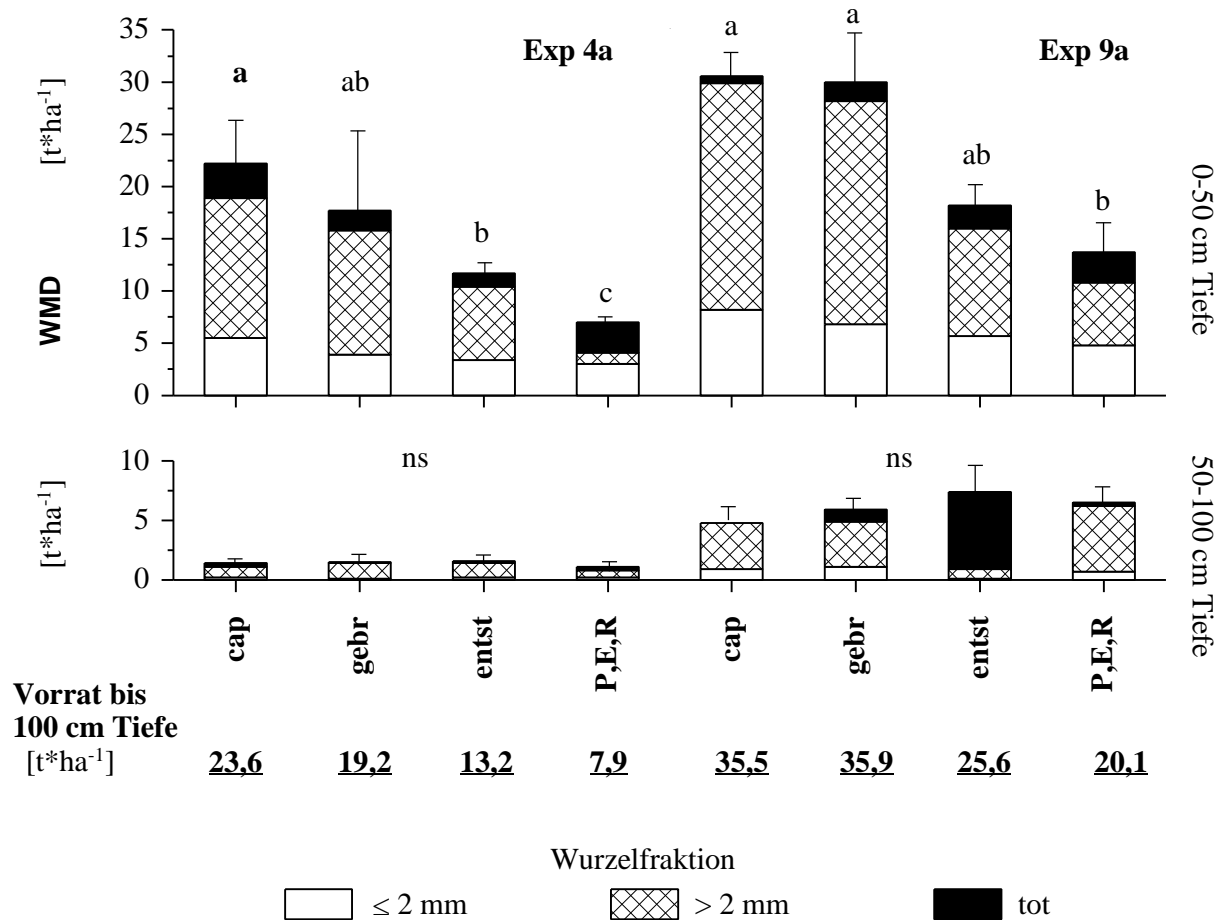 Exp 4a
Exp 9a
[t*ha⁻¹]
WMD
35
30
25
20
15
10
5
0
a
ab
b
c
a
a
ab
b
0-50 cm Tiefe
[t*ha⁻¹]
10
5
0
ns
ns
50-100 cm Tiefe
cap
gebr
entst
P,E,R
cap
gebr
entst
P,E,R
Vorrat bis
100 cm Tiefe
[t*ha⁻¹]
23,6 19,2 13,2 7,9 35,5 35,9 25,6 20,1
Wurzelfraktion
≤ 2 mm > 2 mm tot